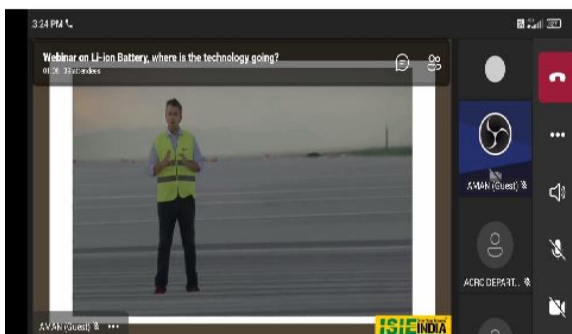 3:24 PM
Webinar on Li-ion Battery, where is the technology going?
attendees
AMAN (Guest)
ACRC DEPART...
AMAN (Guest)
ISIE INDIA